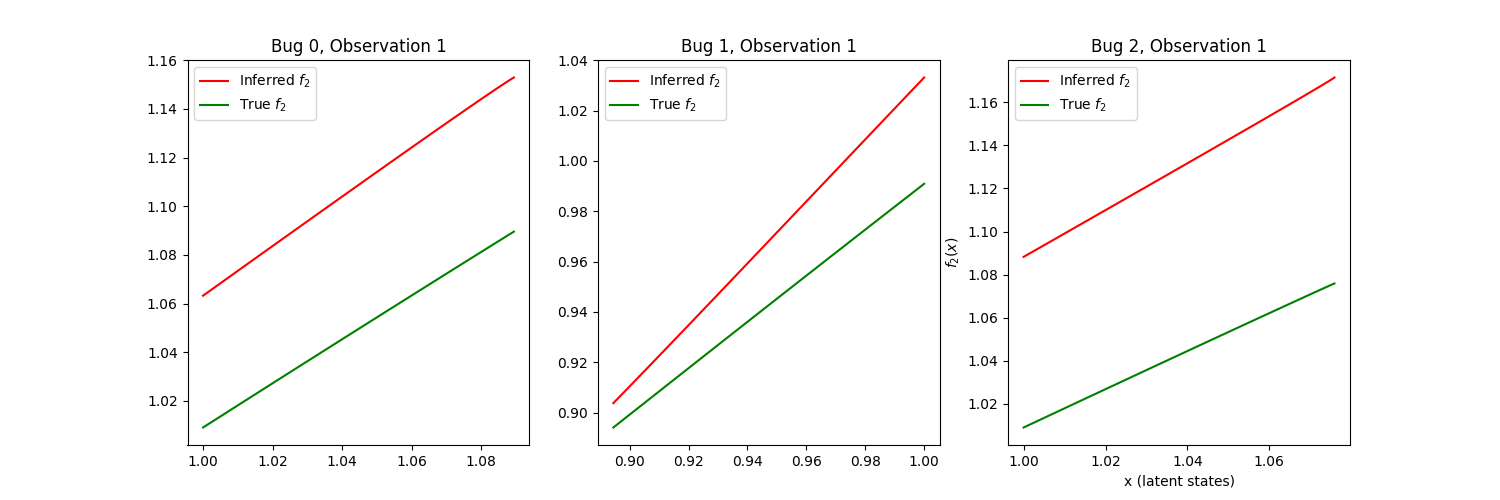 Bug 0, Observation 1
Inferred f₂
True f₂
1.16
1.14
1.12
1.10
1.08
1.06
1.04
1.02
1.00 1.02 1.04 1.06 1.08
Bug 1, Observation 1
Inferred f₂
True f₂
1.04
1.02
1.00
0.98
0.96
0.94
0.92
0.90
0.90 0.92 0.94 0.96 0.98 1.00
Bug 2, Observation 1
Inferred f₂
True f₂
f₂(x)
1.16
1.14
1.12
1.10
1.08
1.06
1.04
1.02
1.00 1.02 1.04 1.06
x (latent states)